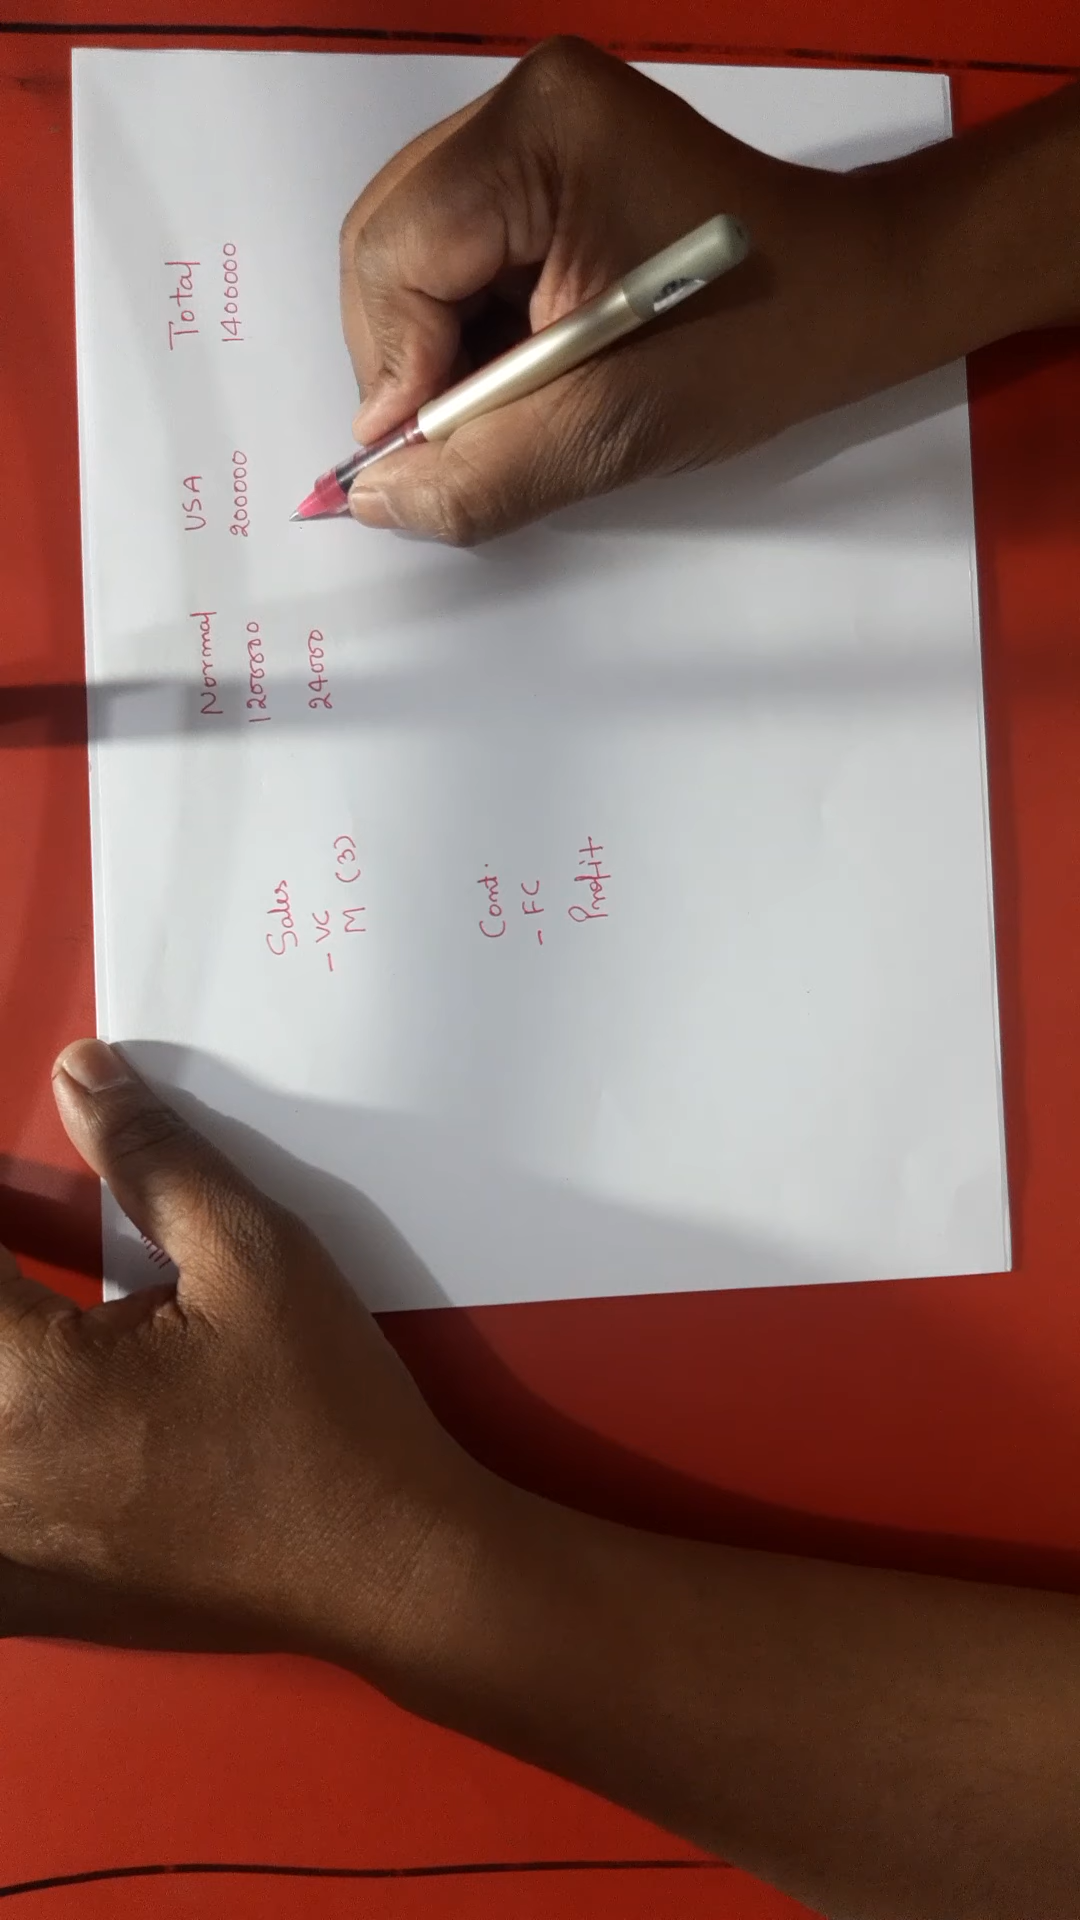 Normal USA Total
Sales 1200000 200000 1400000
- VC
M (3) 24000
Cont.
- FC
Profit